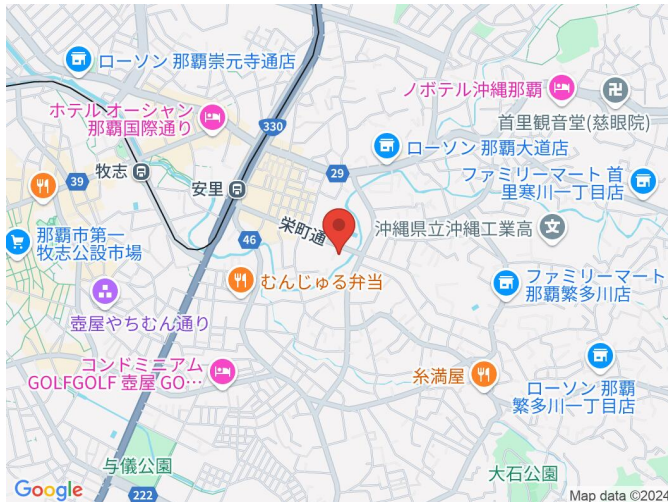 ローソン 那覇崇元寺通店
ノボテル沖縄那覇
ホテル オーシャン
那覇国際通り
首里観音堂(慈眼院)
330
ローソン 那覇大道店
牧志
29
ファミリーマート 首
里寒川一丁目店
39
安里
栄町通
沖縄県立沖縄工業高
那覇市第一
牧志公設市場
46
むんじゅる弁当
ファミリーマート
那覇繁多川店
壺屋やちむん通り
コンドミニアム
GOLFGOLF 壺屋 GO…
糸満屋
ローソン 那覇
繁多川一丁目店
与儀公園
大石公園
222
Google
Map data ©2024